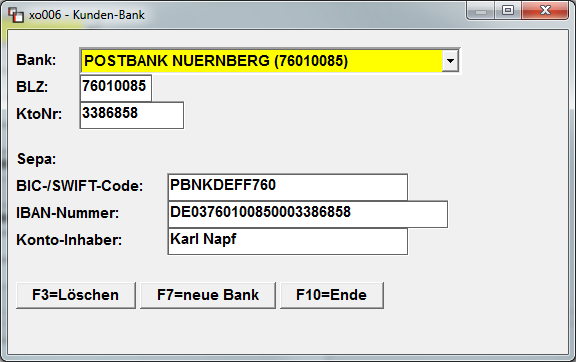 xo006 - Kunden-Bank
Bank: POSTBANK NUERNBERG (76010085)
BLZ: 76010085
KtoNr: 3386858
Sepa:
BIC-/SWIFT-Code: PBNKDEFF760
IBAN-Nummer: DE03760100850003386858
Konto-Inhaber: Karl Napf
F3=Löschen F7=neue Bank F10=Ende